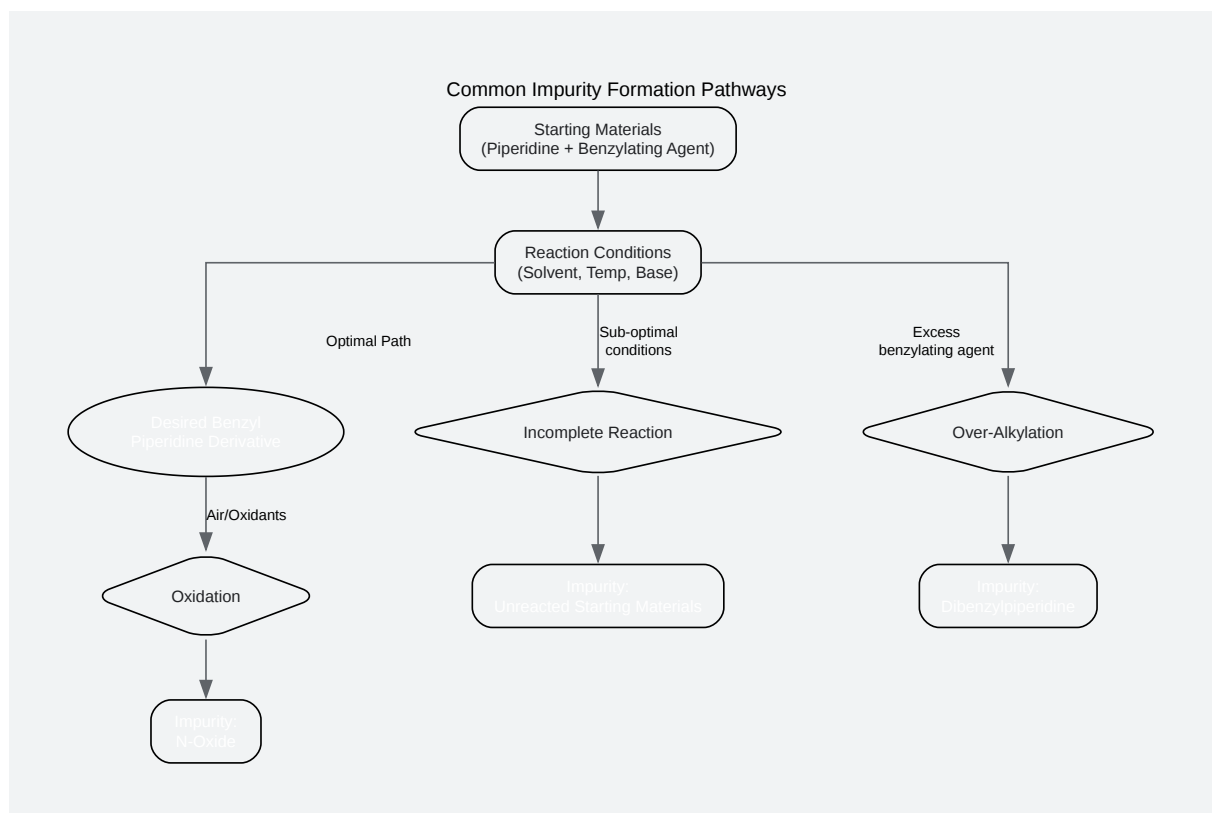 Common Impurity Formation Pathways
Starting Materials
(Piperidine + Benzylating Agent)
Reaction Conditions
(Solvent, Temp, Base)
Optimal Path
Sub-optimal
conditions
Excess
benzylating agent
Desired Benzyl
Piperidine Derivative
Incomplete Reaction
Over-Alkylation
Air/Oxidants
Oxidation
Impurity:
Unreacted Starting Materials
Impurity:
Dibenzylpiperidine
Impurity:
N-Oxide